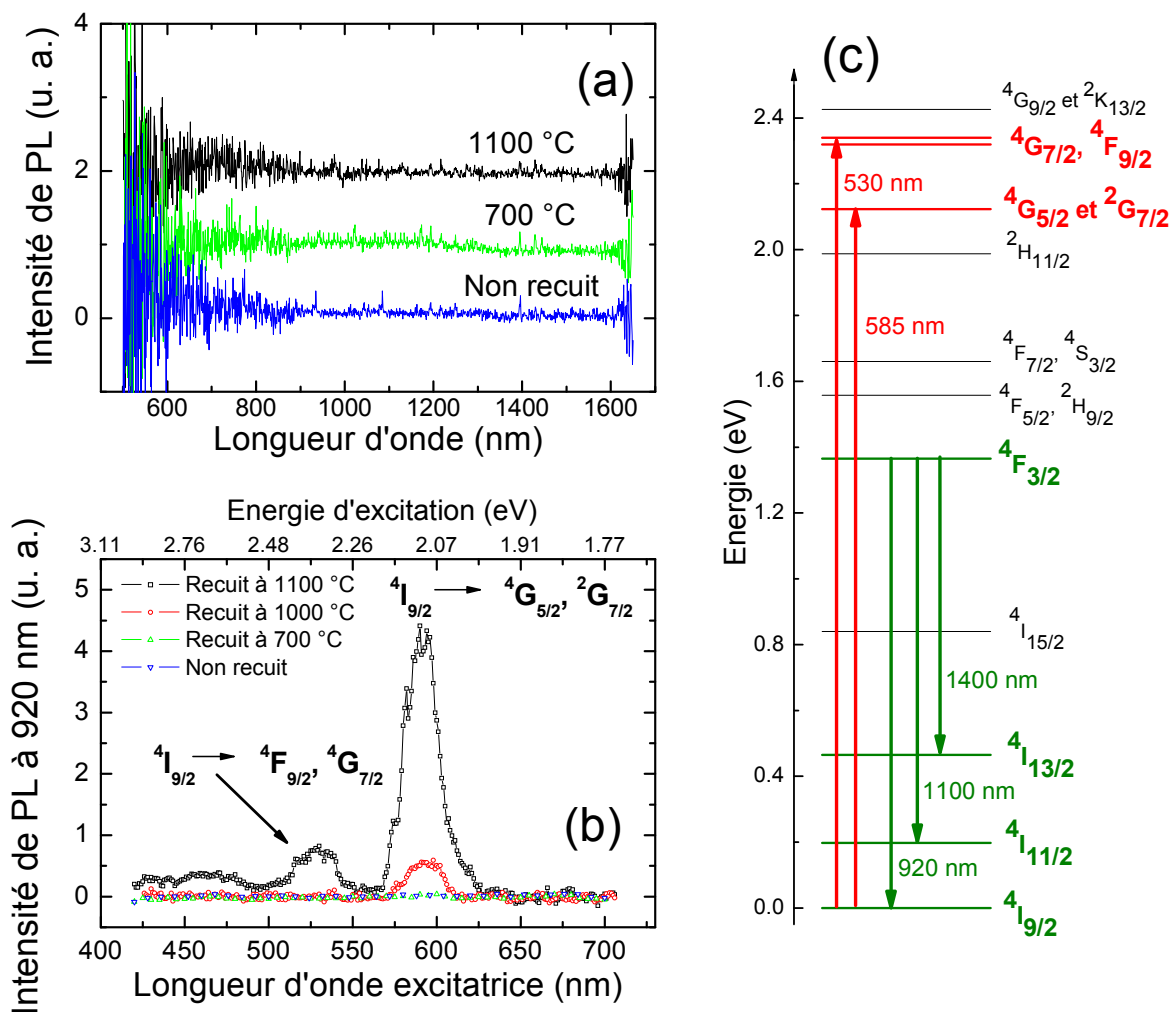 (a)
Intensité de PL (u. a.)
4
2
0
1100 °C
700 °C
Non recuit
600 800 1000 1200 1400 1600
Longueur d'onde (nm)
Energie d'excitation (eV)
3.11 2.76 2.48 2.26 2.07 1.91 1.77
Intensité de PL à 920 nm (u. a.)
5
4
3
2
1
0
Recuit à 1100 °C
Recuit à 1000 °C
Recuit à 700 °C
Non recuit
⁴I₉/₂ → ⁴G₅/₂, ²G₇/₂
⁴I₉/₂ → ⁴F₉/₂, ⁴G₇/₂
(b)
400 450 500 550 600 650 700
Longueur d'onde excitatrice (nm)
(c)
Energie (eV)
2.4
2.0
1.6
1.2
0.8
0.4
0.0
⁴G₉/₂ et ²K₁₃/₂
⁴G₇/₂, ⁴F₉/₂
530 nm
⁴G₅/₂ et ²G₇/₂
²H₁₁/₂
585 nm
⁴F₇/₂, ⁴S₃/₂
⁴F₅/₂, ²H₉/₂
⁴F₃/₂
⁴I₁₅/₂
1400 nm
⁴I₁₃/₂
1100 nm
⁴I₁₁/₂
920 nm
⁴I₉/₂